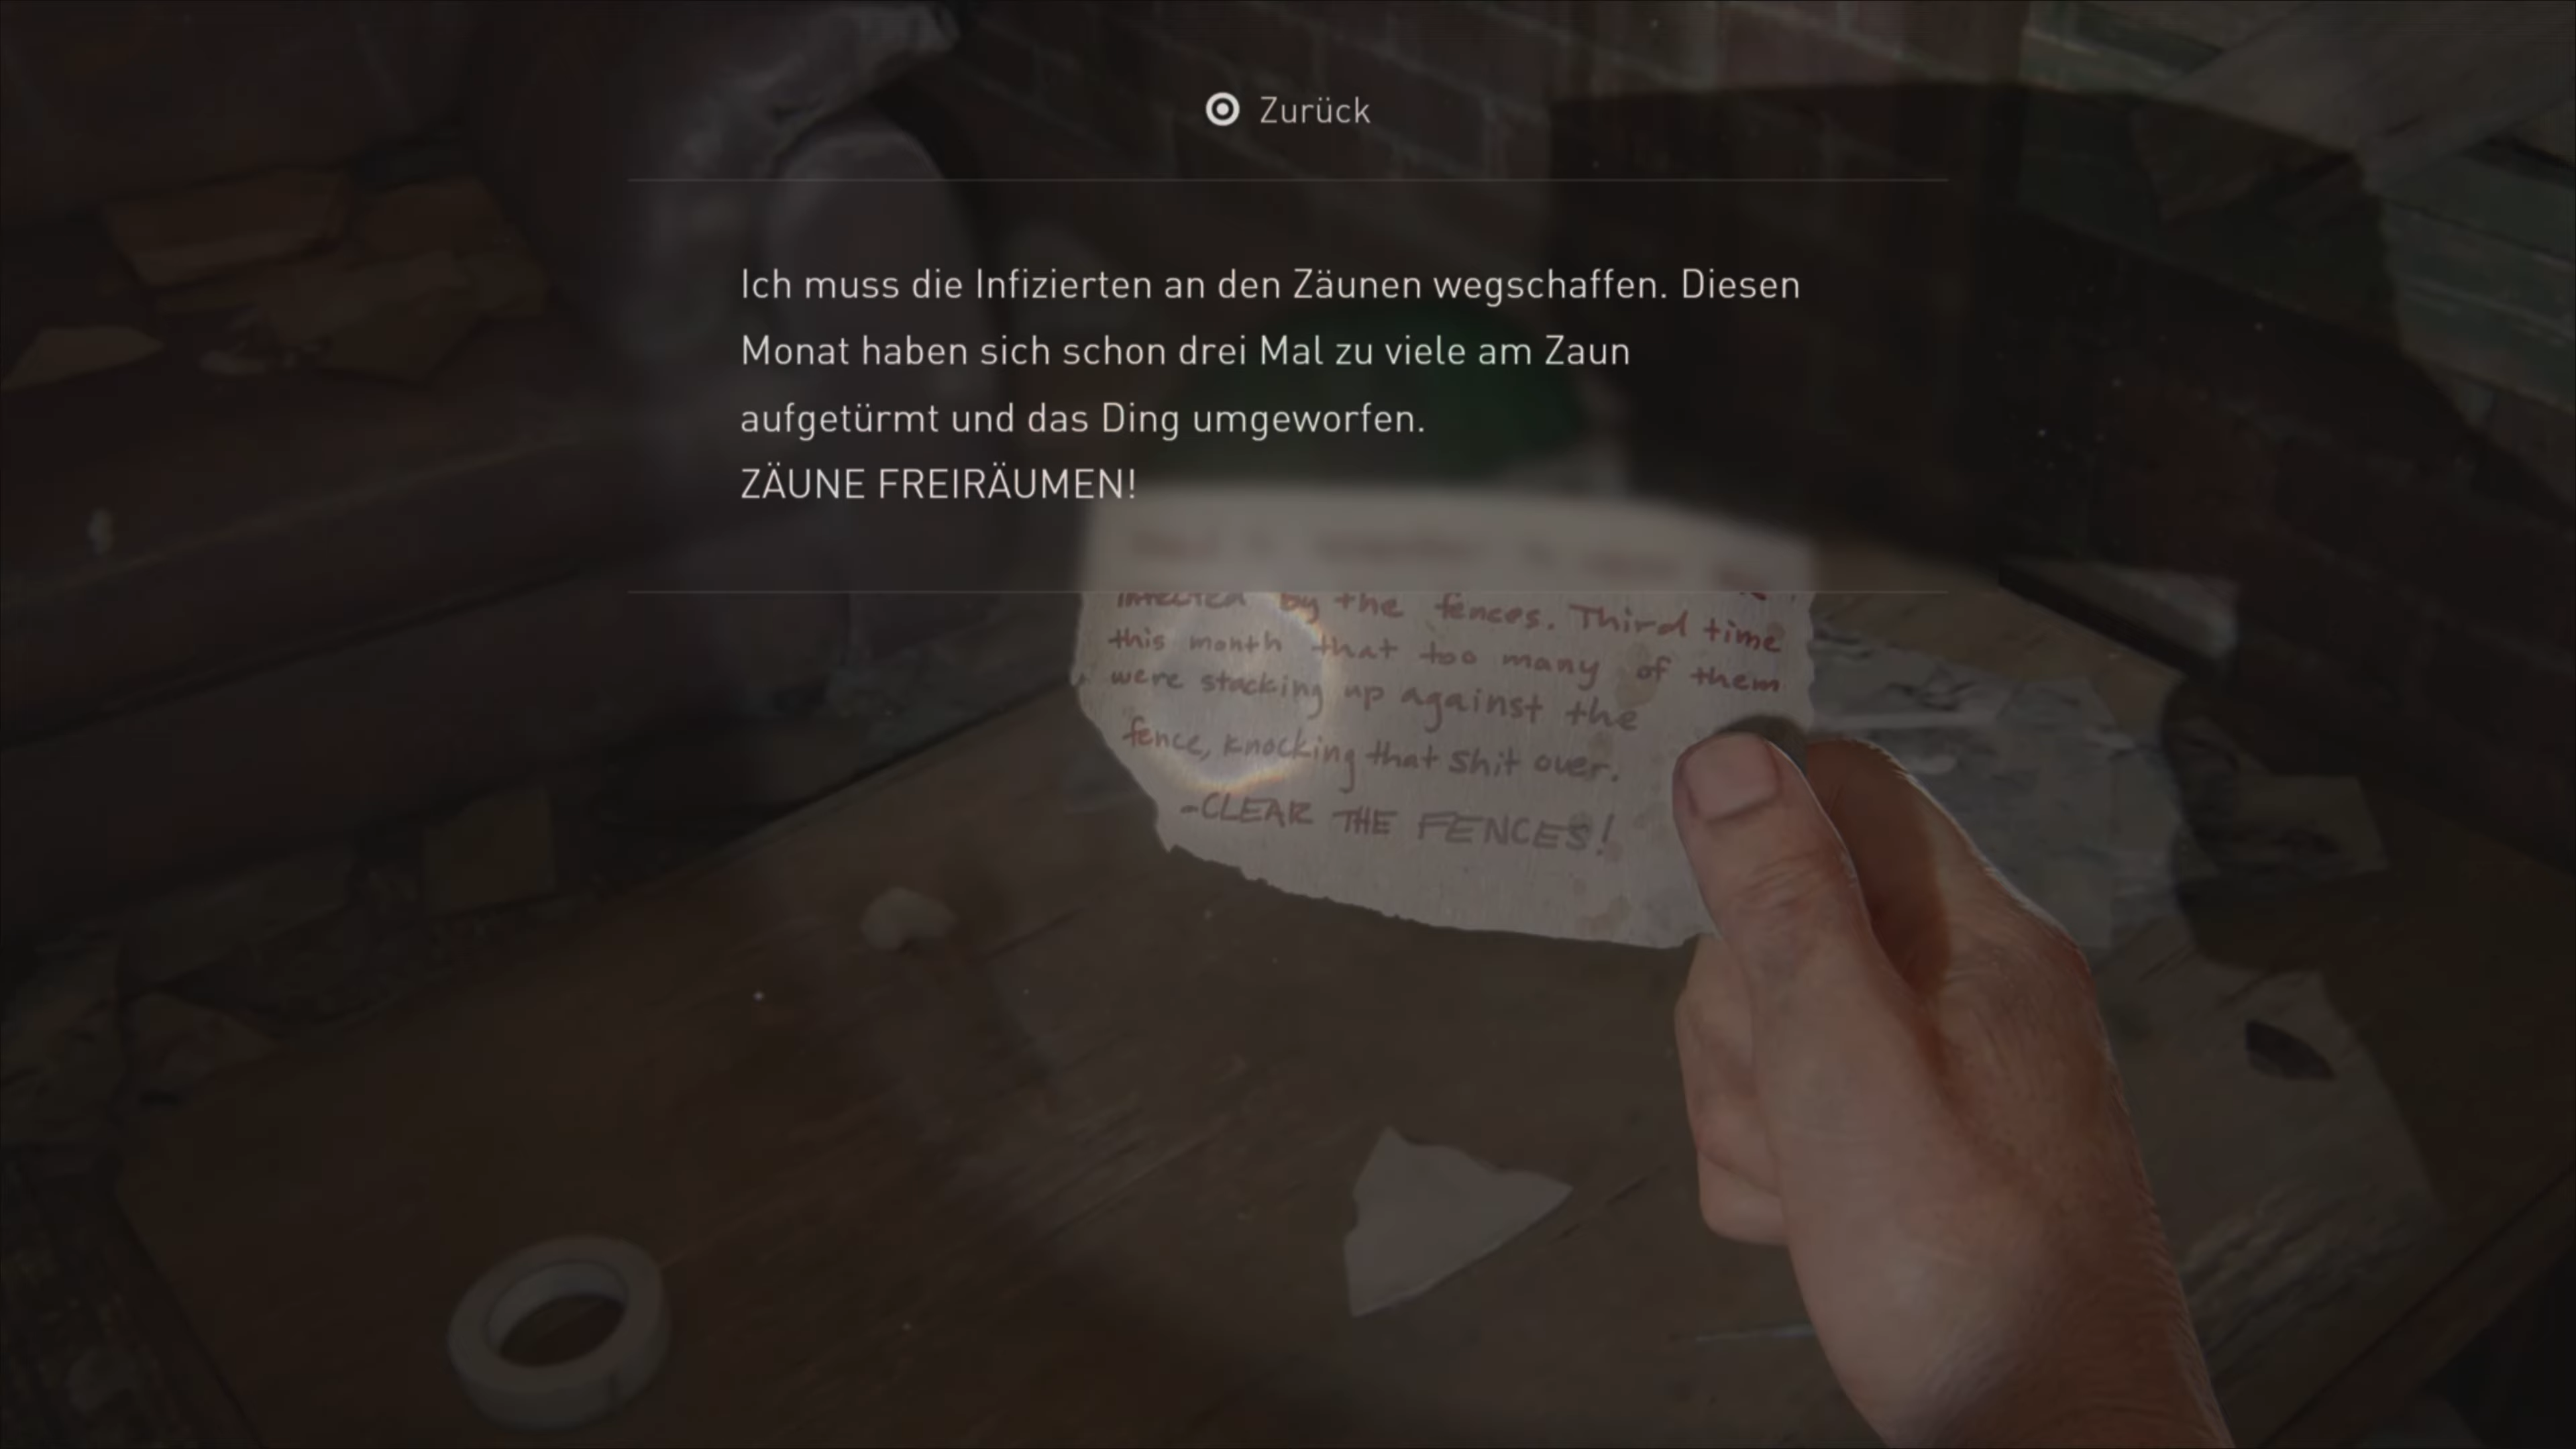 Zurück
Ich muss die Infizierten an den Zäunen wegschaffen. Diesen
Monat haben sich schon drei Mal zu viele am Zaun
aufgetürmt und das Ding umgeworfen.
ZÄUNE FREIRÄUMEN!
by the fences. Third time
this month that too many of them
were stacking up against the
fence, knocking that shit over.
-CLEAR THE FENCES!